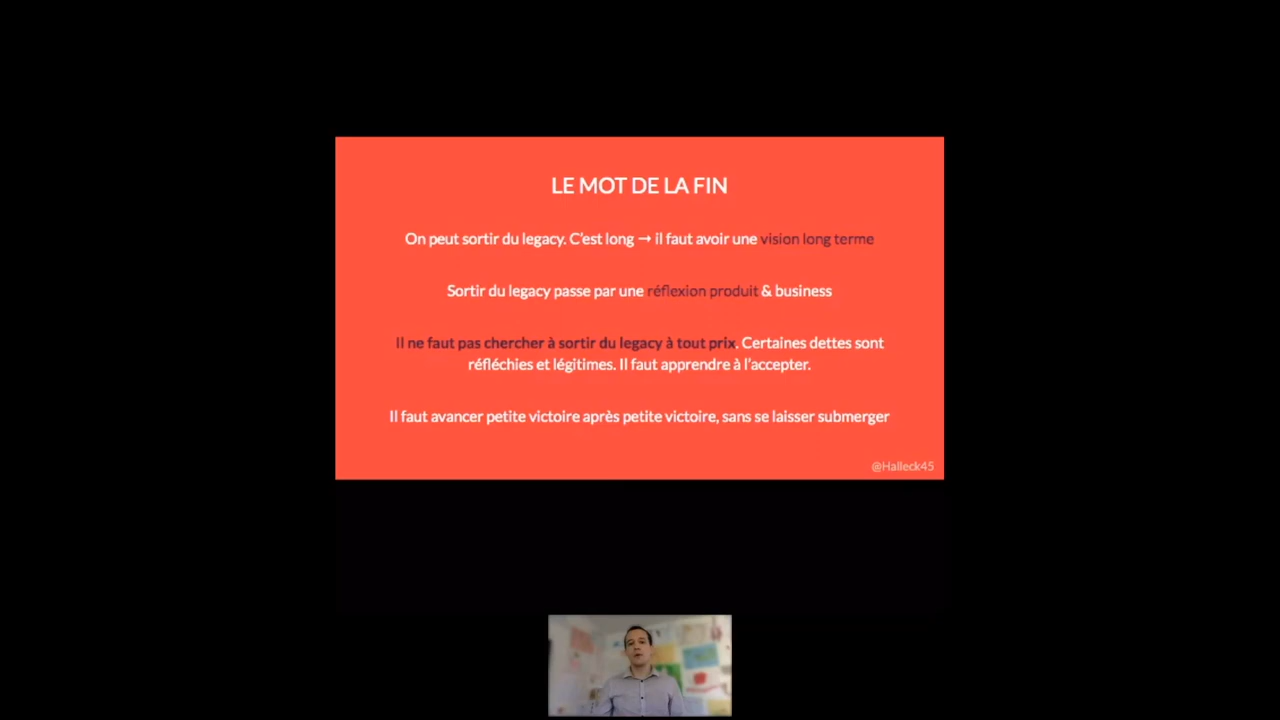 LE MOT DE LA FIN
On peut sortir du legacy. C'est long → il faut avoir une vision long terme
Sortir du legacy passe par une réflexion produit & business
Il ne faut pas chercher à sortir du legacy à tout prix. Certaines dettes sont
réfléchies et légitimes. Il faut apprendre à l'accepter.
Il faut avancer petite victoire après petite victoire, sans se laisser submerger
@Halleck45